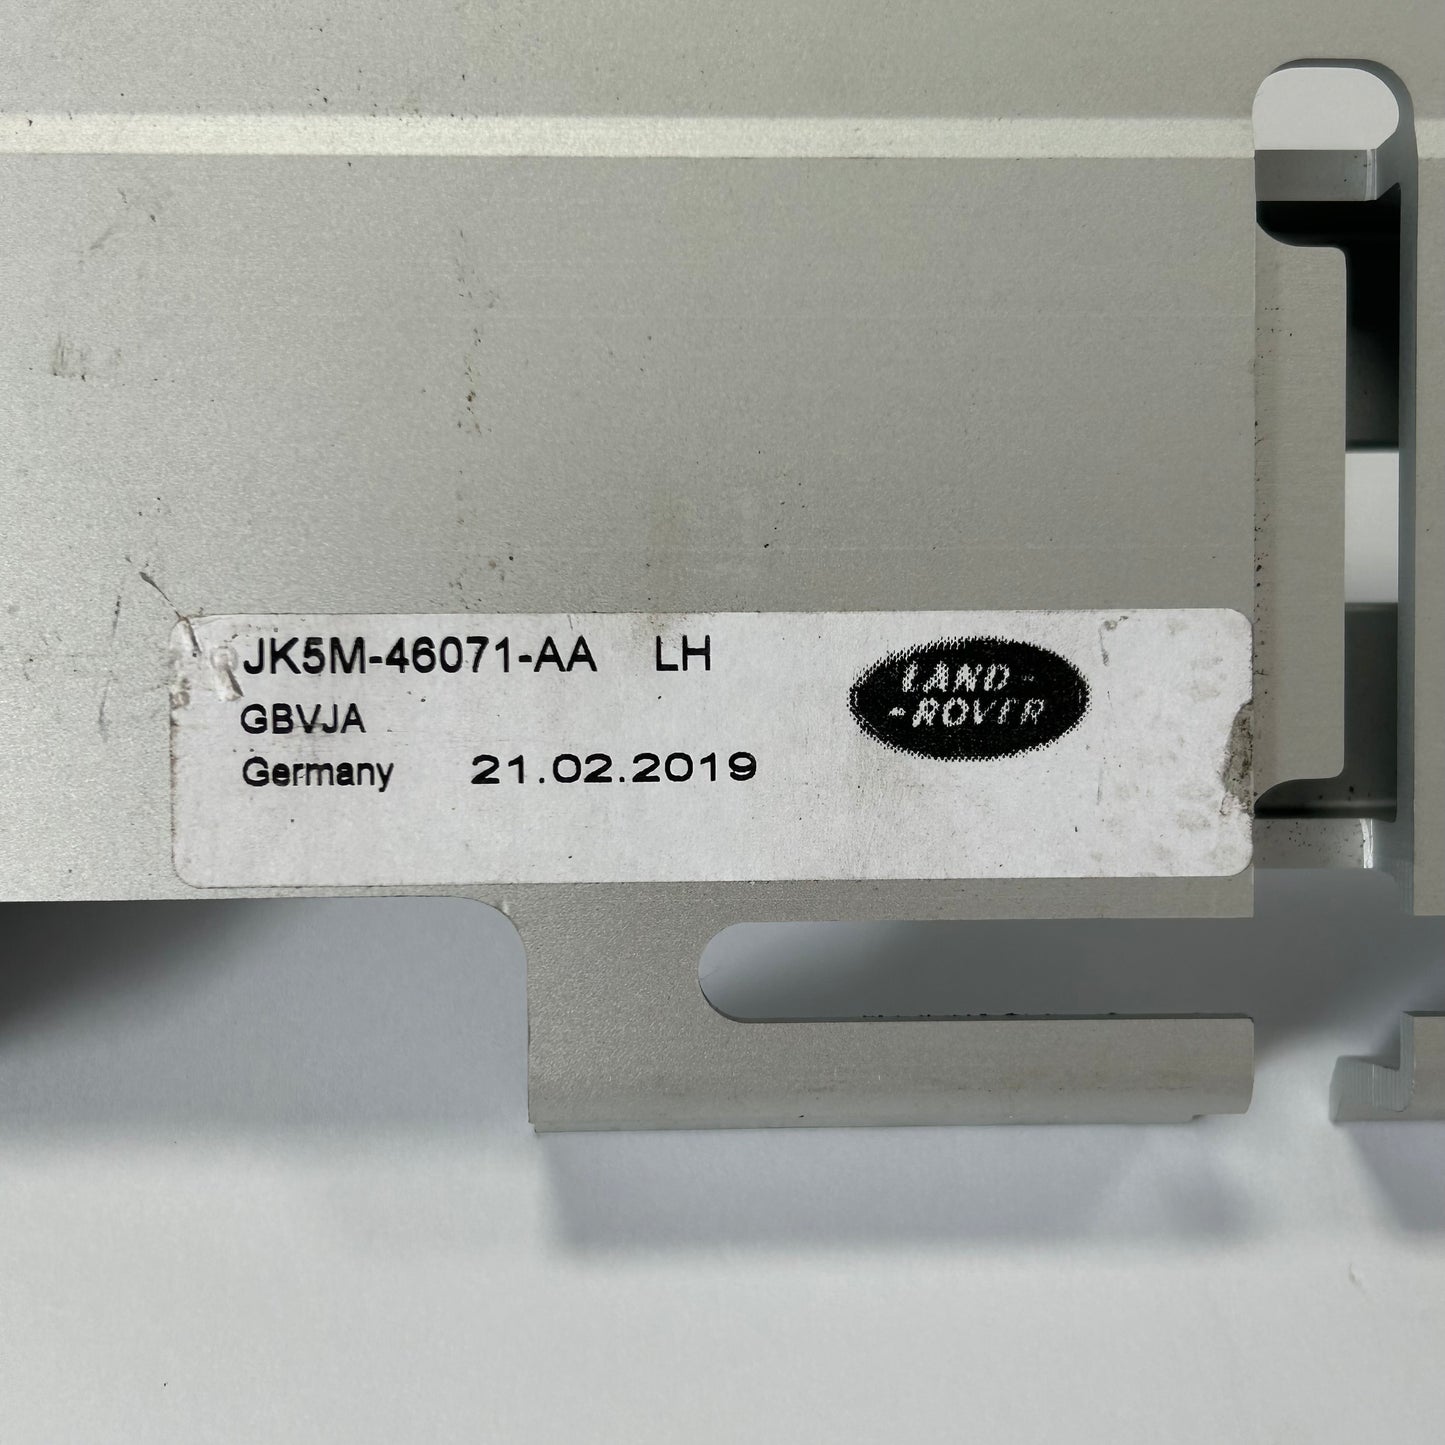 JK5M-46071-AA LH
GBVJA
Germany 21.02.2019
LAND-
-ROVER